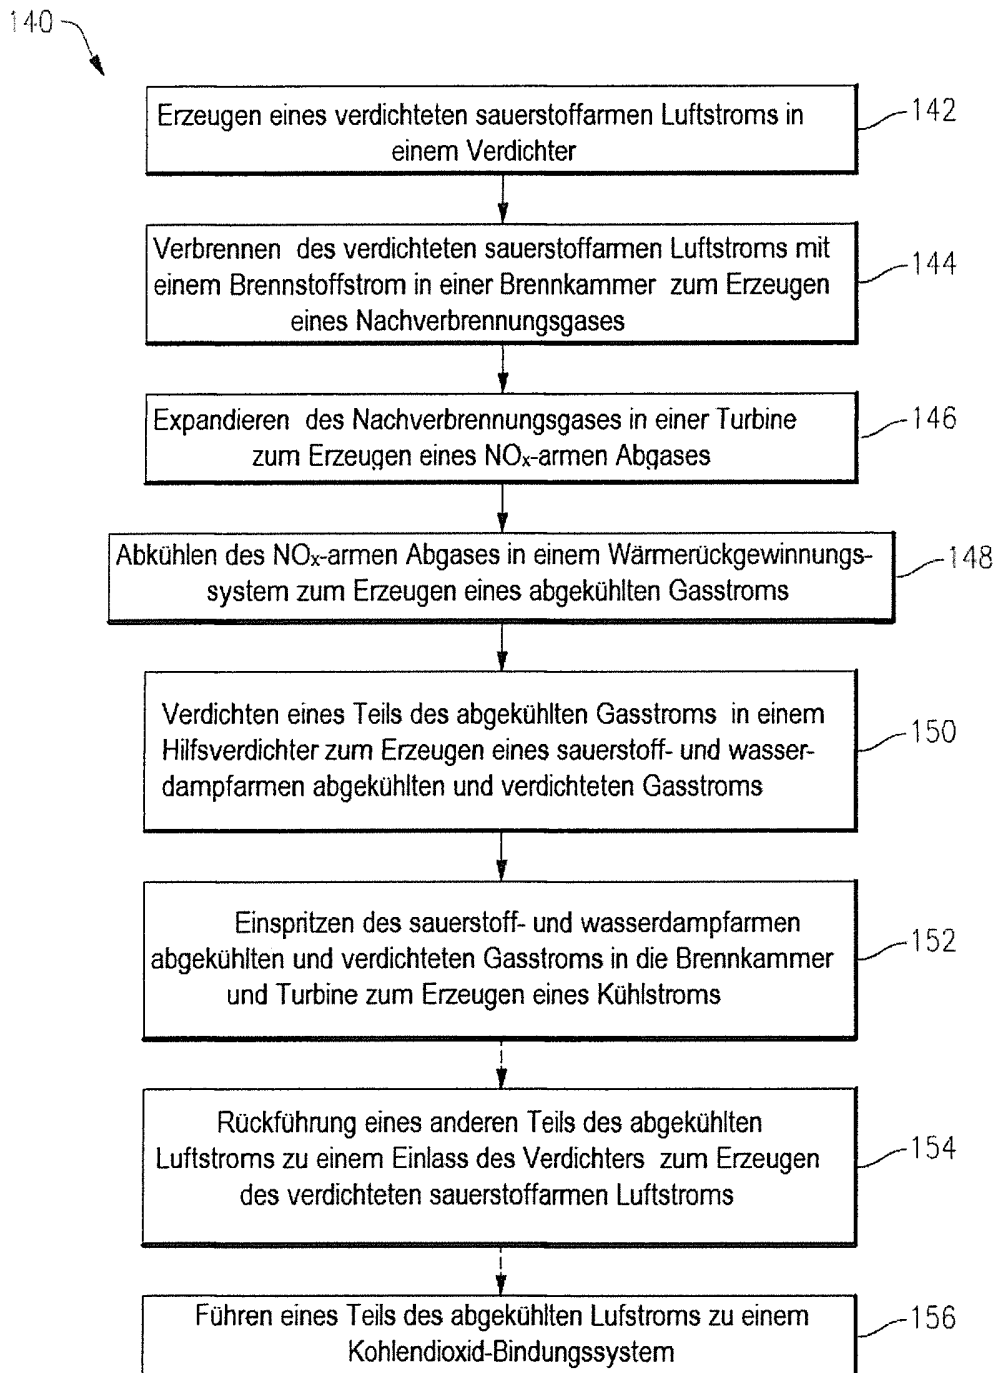 140
Erzeugen eines verdichteten sauerstoffarmen Luftstroms in
einem Verdichter
142
Verbrennen des verdichteten sauerstoffarmen Luftstroms mit
einem Brennstoffstrom in einer Brennkammer zum Erzeugen
eines Nachverbrennungsgases
144
Expandieren des Nachverbrennungsgases in einer Turbine
zum Erzeugen eines NOx-armen Abgases
146
Abkühlen des NOx-armen Abgases in einem Wärmerückgewinnungs-
system zum Erzeugen eines abgekühlten Gasstroms
148
Verdichten eines Teils des abgekühlten Gasstroms in einem
Hilfsverdichter zum Erzeugen eines sauerstoff- und wasser-
dampfarmen abgekühlten und verdichteten Gasstroms
150
Einspritzen des sauerstoff- und wasserdampfarmen
abgekühlten und verdichteten Gasstroms in die Brennkammer
und Turbine zum Erzeugen eines Kühlstroms
152
Rückführung eines anderen Teils des abgekühlten
Luftstroms zu einem Einlass des Verdichters zum Erzeugen
des verdichteten sauerstoffarmen Luftstroms
154
Führen eines Teils des abgekühlten Lufstroms zu einem
Kohlendioxid-Bindungssystem
156